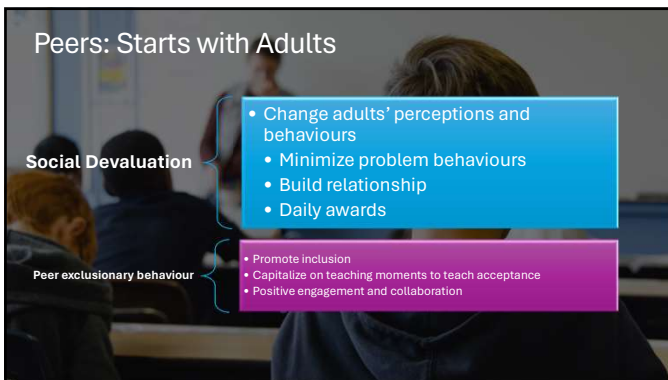 Peers: Starts with Adults
Social Devaluation
• Change adults' perceptions and
behaviours
• Minimize problem behaviours
• Build relationship
• Daily awards
Peer exclusionary behaviour
• Promote inclusion
• Capitalize on teaching moments to teach acceptance
• Positive engagement and collaboration